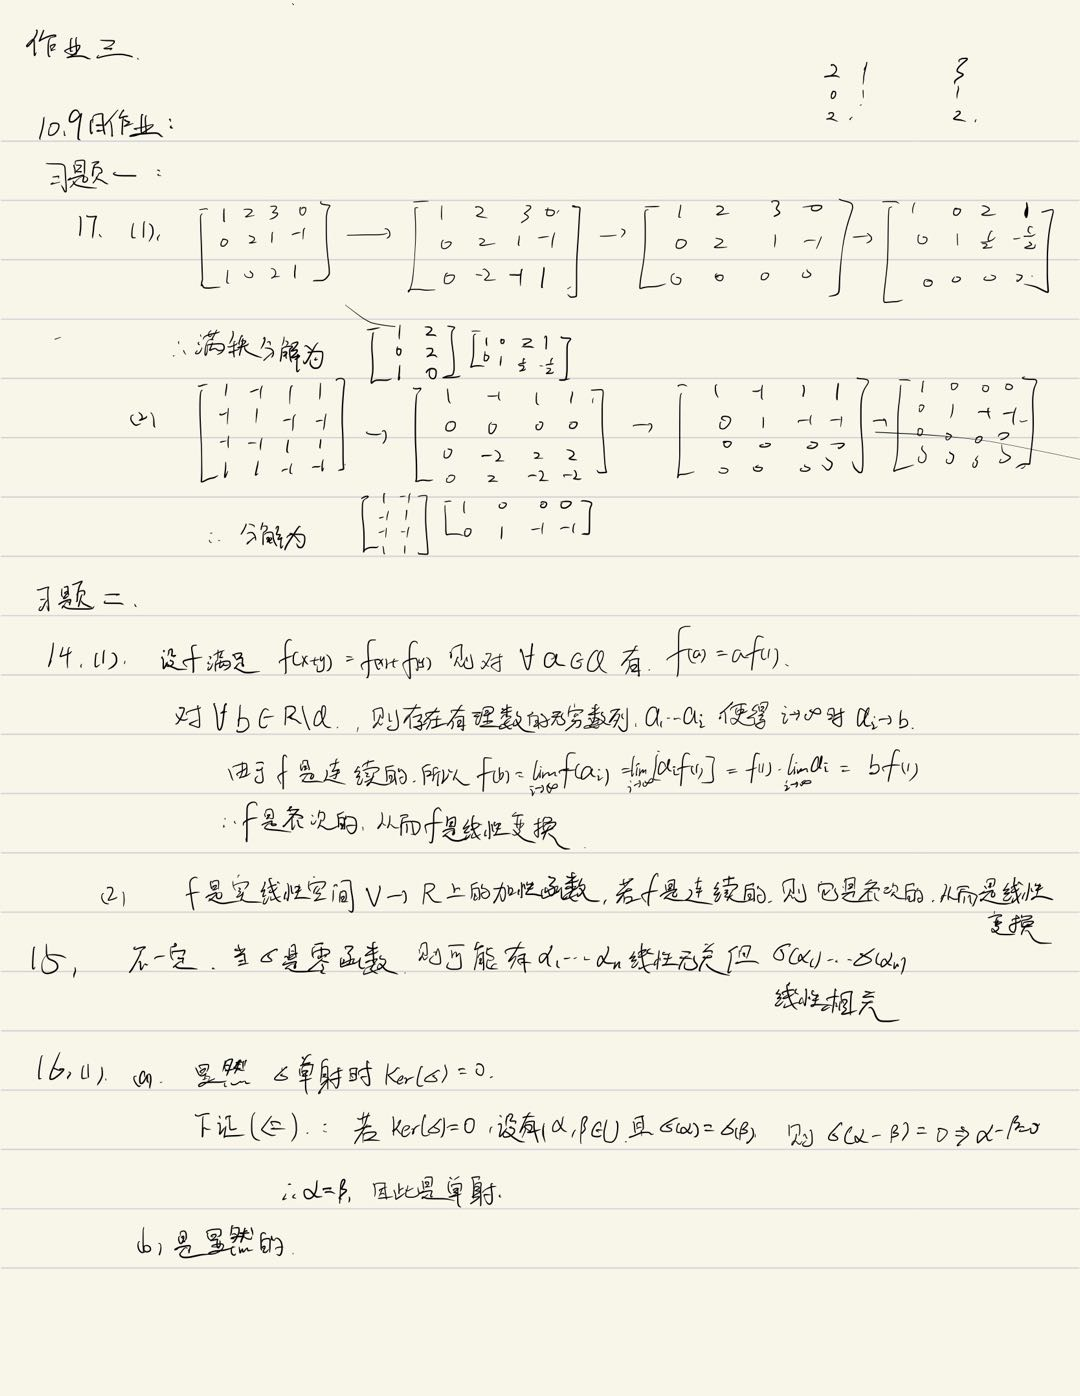 作业三.
2 1 3
0 1 1
2. 2.
10.9日作业:
习题一:
17. (1), [1 2 3 0; 0 2 1 -1; 1 0 2 1] → [1 2 3 0; 0 2 1 -1; 0 -2 -1 1] → [1 2 3 0; 0 2 1 -1; 0 0 0 0] → [1 0 2 1; 0 1 1/2 -1/2; 0 0 0 0]
∴满秩分解为 [1 2; 0 2; 1 0] [1 0 2 1; 0 1 1/2 -1/2]
(2) [1 -1 1 1; -1 1 -1 -1; -1 -1 1 1; 1 1 -1 -1] → [1 -1 1 1; 0 0 0 0; 0 -2 2 2; 0 2 -2 -2] → [1 -1 1 1; 0 1 -1 -1; 0 0 0 0; 0 0 0 0] → [1 0 0 0; 0 1 -1 -1; 0 0 0 0; 0 0 0 0]
∴ 分解为 [1 -1; -1 1; -1 -1; 1 1] [1 0 0 0; 0 1 -1 -1]
习题二.
14.(1). 设f满足 f(x+y)=f(x)+f(y) 则对 ∀a∈Q 有. f(a)=af(1).
对∀b∈R\Q., 则存在有理数的无穷数列. a₁…aᵢ 使得 i→∞时 aᵢ→b.
由于f是连续的.所以 f(b)=lim_{i→∞}f(aᵢ)=lim_{i→∞}[aᵢf(1)]=f(1)·lim_{i→∞}aᵢ = bf(1)
∴f是齐次的, 从而f是线性变换.
(2) f是实线性空间 V→R上的加性函数,若f是连续的.则它是齐次的.从而是线性
变换
15, 不一定. 当σ是零函数. 则可能有α₁…αₙ线性无关但 σ(α₁)…σ(αₙ)
线性相关
16,(1). (a). 显然 σ单射时 Ker(σ)=0.
下证(⇐).: 若 Ker(σ)=0,设有α,β∈U.且σ(α)=σ(β). 则 σ(α-β)=0⇒α-β=0
∴α=β, 因此是单射.
(b)是显然的.